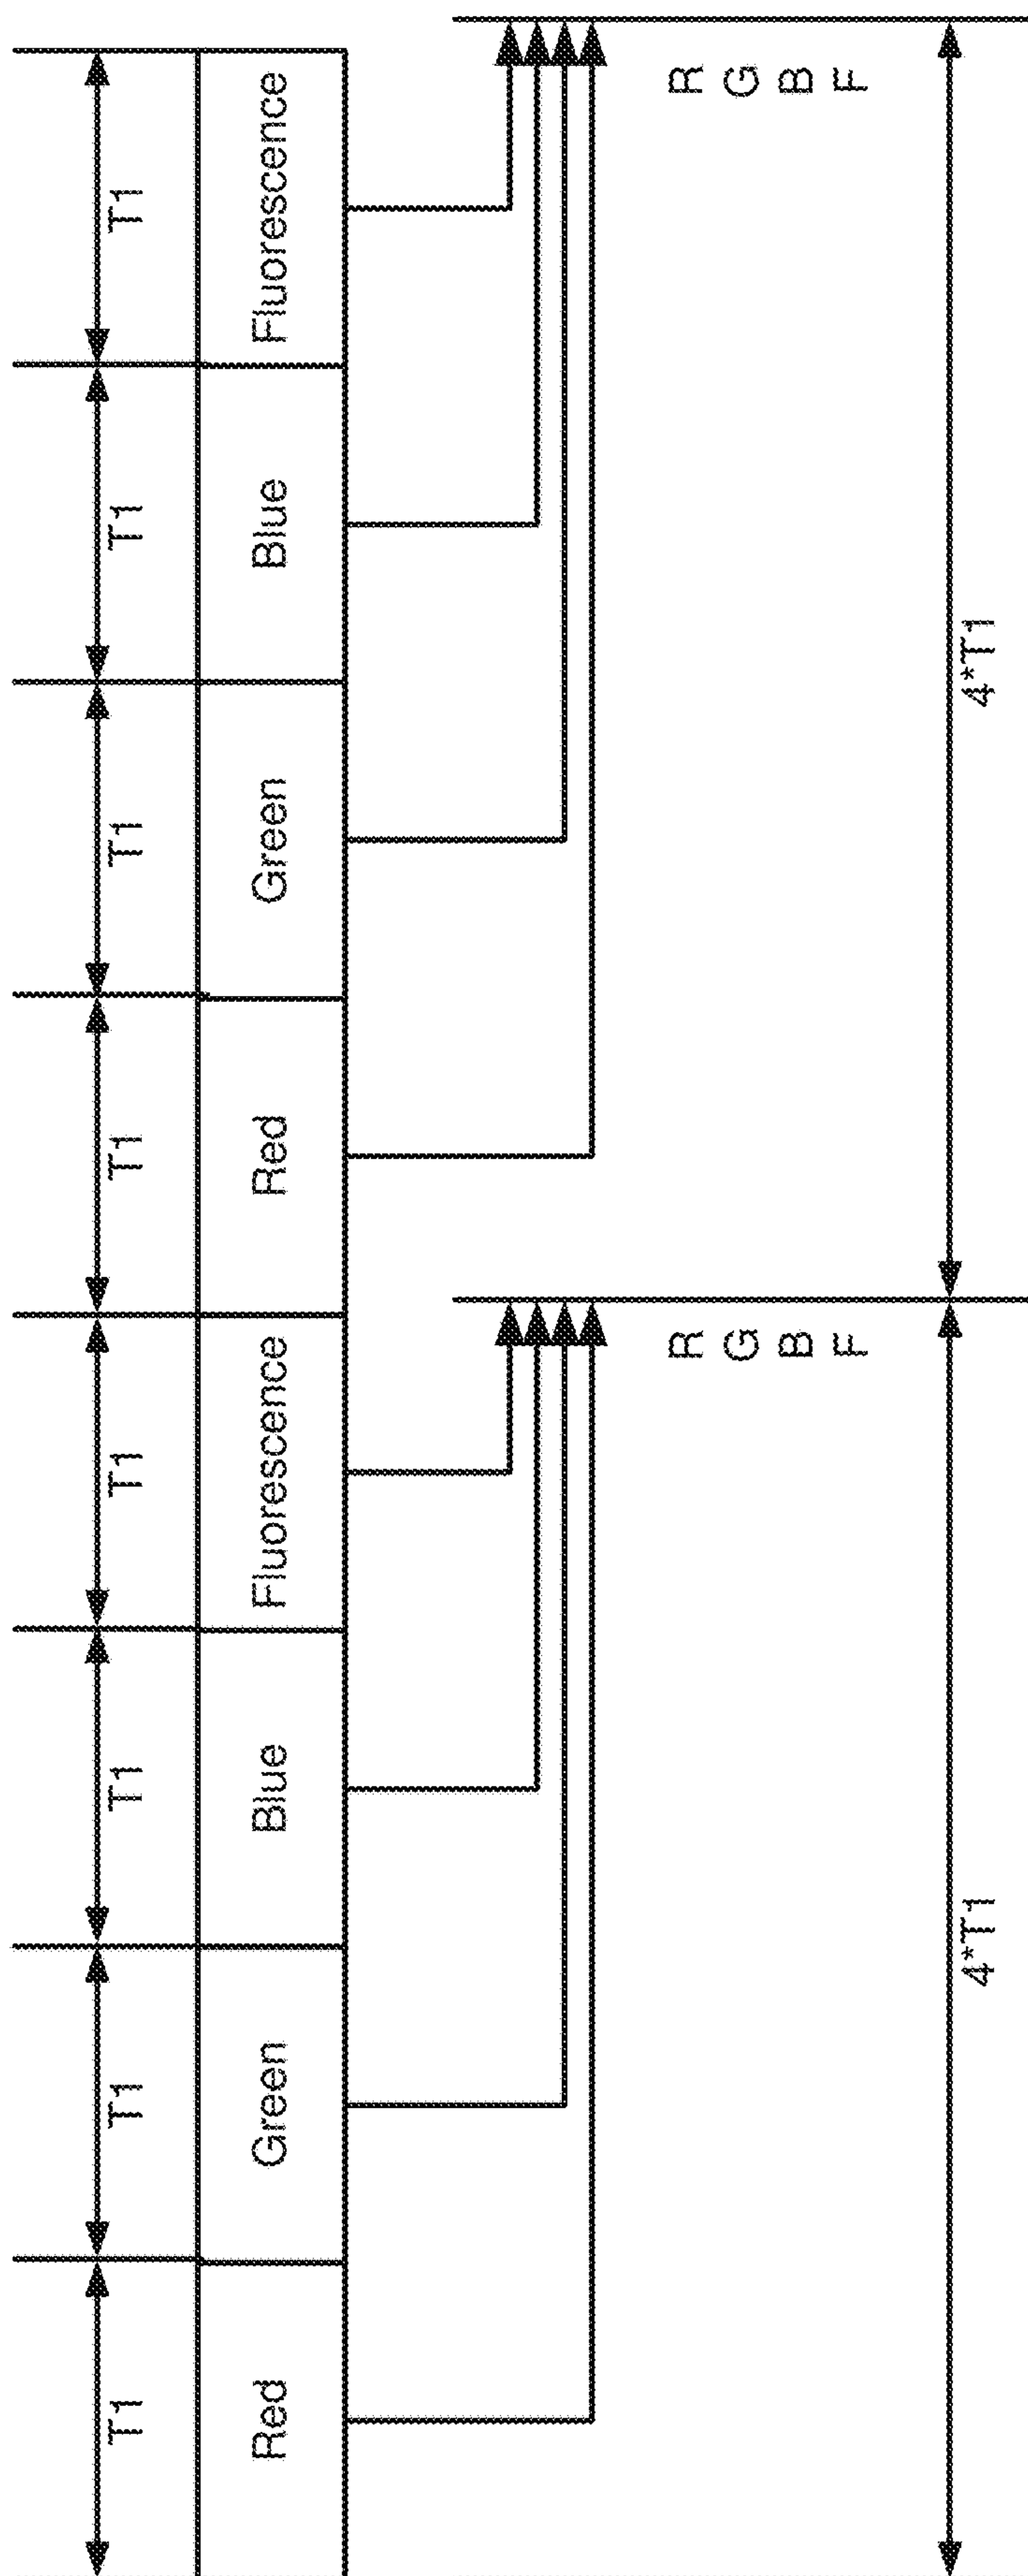 T1 T1 T1 T1 T1 T1 T1 T1
Red Green Blue Fluorescence Red Green Blue Fluorescence
R R
G G
B B
F F
4*T1 4*T1